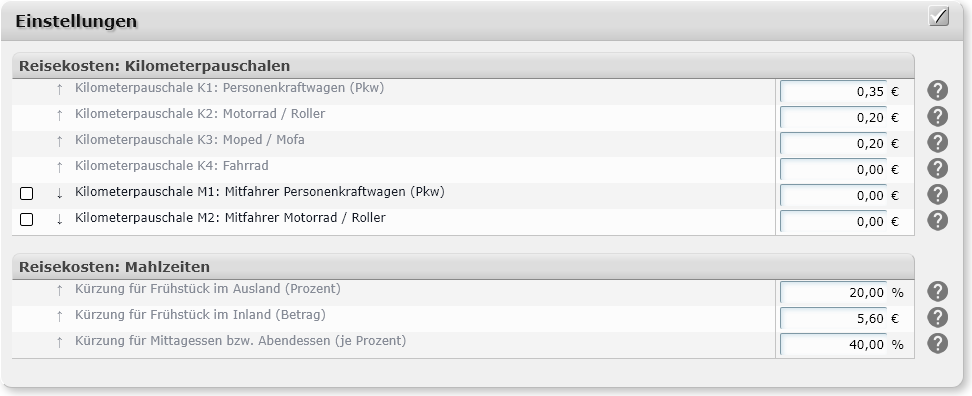 Einstellungen
Reisekosten: Kilometerpauschalen
↑ Kilometerpauschale K1: Personenkraftwagen (Pkw) 0,35 € ?
↑ Kilometerpauschale K2: Motorrad / Roller 0,20 € ?
↑ Kilometerpauschale K3: Moped / Mofa 0,20 € ?
↑ Kilometerpauschale K4: Fahrrad 0,00 € ?
↓ Kilometerpauschale M1: Mitfahrer Personenkraftwagen (Pkw) 0,00 € ?
↓ Kilometerpauschale M2: Mitfahrer Motorrad / Roller 0,00 € ?
Reisekosten: Mahlzeiten
↑ Kürzung für Frühstück im Ausland (Prozent) 20,00 % ?
↑ Kürzung für Frühstück im Inland (Betrag) 5,60 € ?
↑ Kürzung für Mittagessen bzw. Abendessen (je Prozent) 40,00 % ?